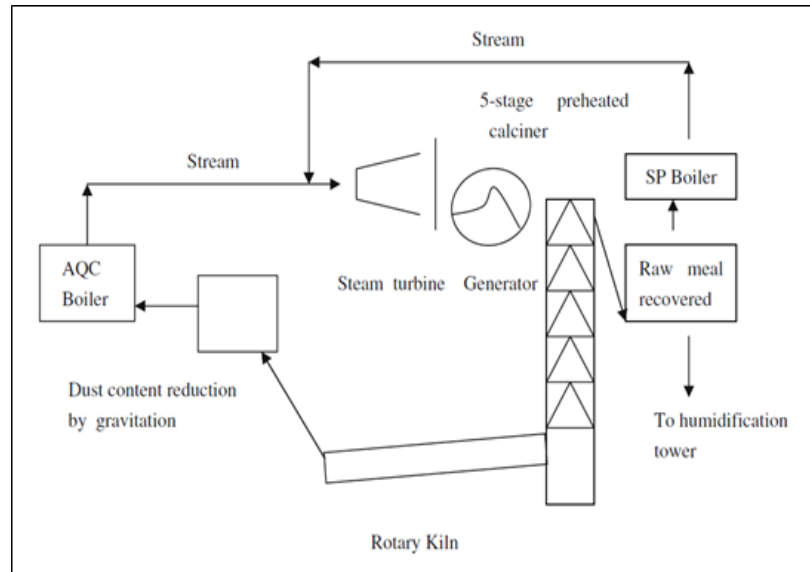 Stream
5-stage preheated
calciner
Stream
SP Boiler
AQC
Boiler
Steam turbine Generator
Raw meal
recovered
Dust content reduction
by gravitation
To humidification
tower
Rotary Kiln